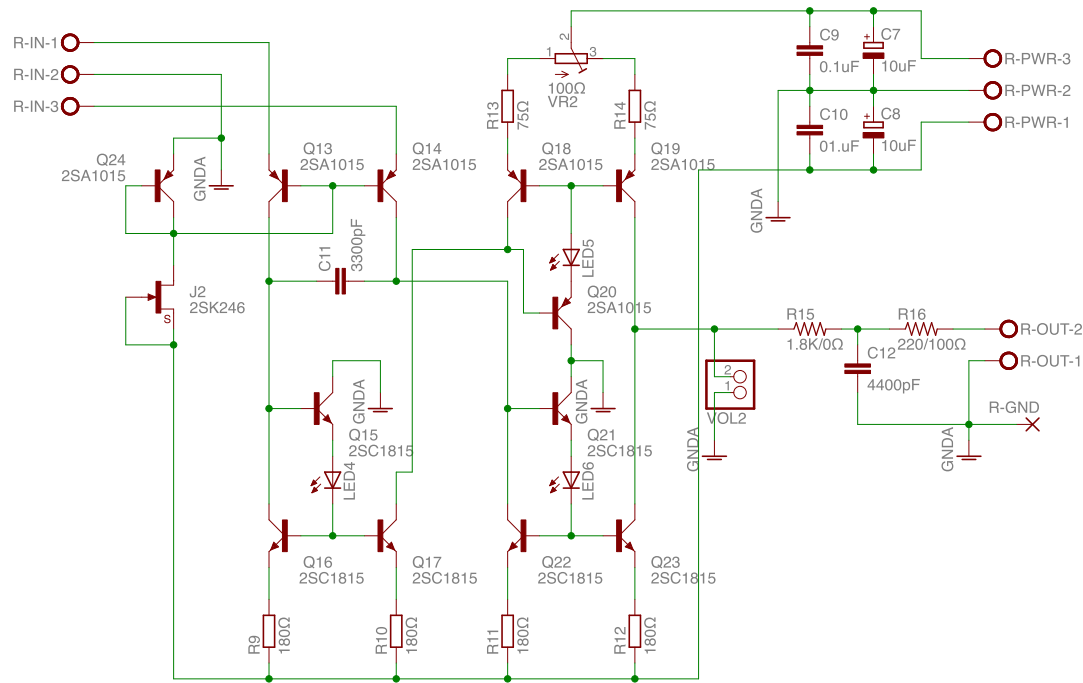 R-IN-1
R-IN-2
R-IN-3
Q24
2SA1015
GNDA
Q13
2SA1015
Q14
2SA1015
C11
3300pF
J2
2SK246
S
GNDA
Q15
2SC1815
LED4
Q16
2SC1815
Q17
2SC1815
R9
180Ω
R10
180Ω
2
1
3
100Ω
VR2
R13
75Ω
R14
75Ω
Q18
2SA1015
Q19
2SA1015
LED5
Q20
2SA1015
GNDA
Q21
2SC1815
LED6
Q22
2SC1815
Q23
2SC1815
R11
180Ω
R12
180Ω
C9
0.1uF
+
C7
10uF
C10
01.uF
+
C8
10uF
R-PWR-3
R-PWR-2
R-PWR-1
GNDA
2
1
VOL2
GNDA
R15
1.8K/0Ω
R16
220/100Ω
C12
4400pF
R-OUT-2
R-OUT-1
R-GND
GNDA